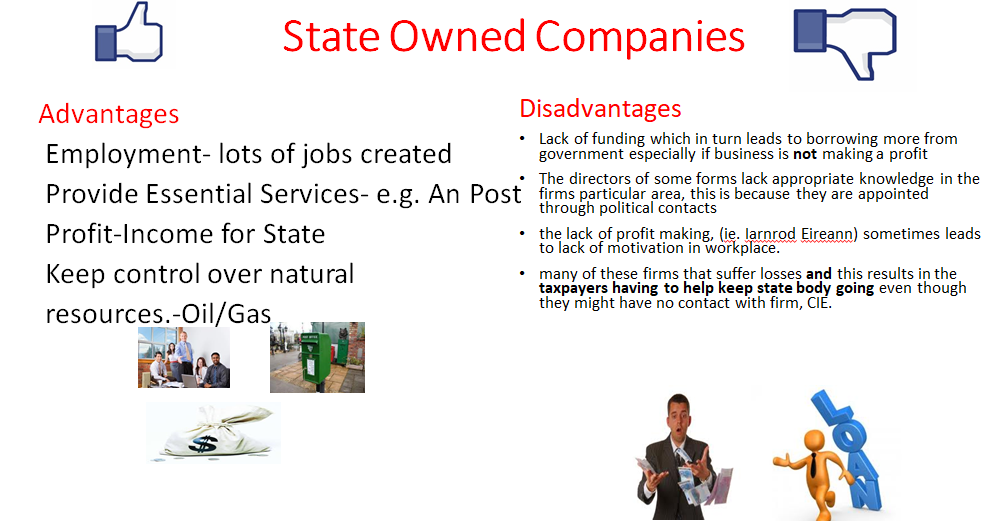 State Owned Companies
Advantages
Employment- lots of jobs created
Provide Essential Services- e.g. An Post
Profit-Income for State
Keep control over natural
resources.-Oil/Gas
$
Disadvantages
• Lack of funding which in turn leads to borrowing more from
government especially if business is not making a profit
• The directors of some forms lack appropriate knowledge in the
firms particular area, this is because they are appointed
through political contacts
• the lack of profit making, (ie. Iarnrod Eireann) sometimes leads
to lack of motivation in workplace.
• many of these firms that suffer losses and this results in the
taxpayers having to help keep state body going even though
they might have no contact with firm, CIE.
LOAN